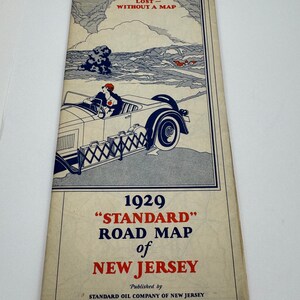 LOST—
WITHOUT A MAP
1929
"STANDARD"
ROAD MAP
of
NEW JERSEY
Published by
STANDARD OIL COMPANY OF NEW JERSEY